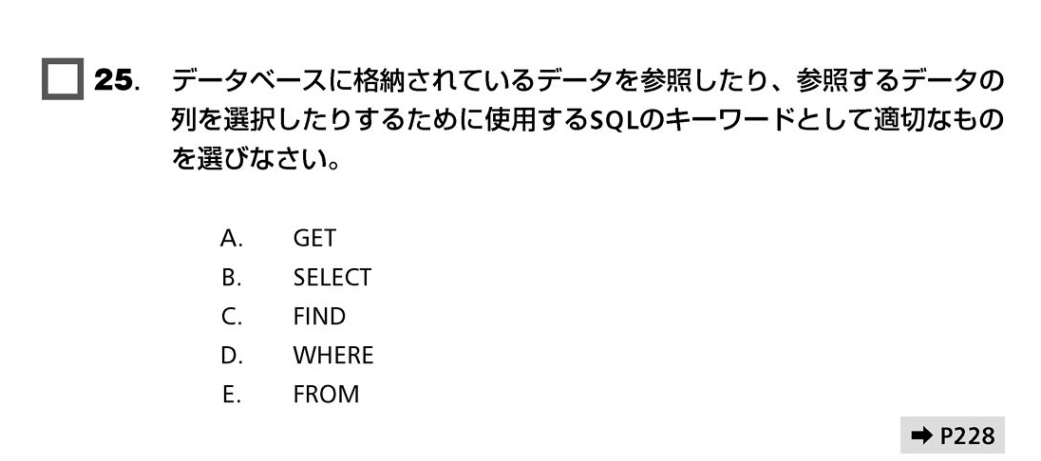 25. データベースに格納されているデータを参照したり、参照するデータの
列を選択したりするために使用するSQLのキーワードとして適切なもの
を選びなさい。
A. GET
B. SELECT
C. FIND
D. WHERE
E. FROM
➡ P228